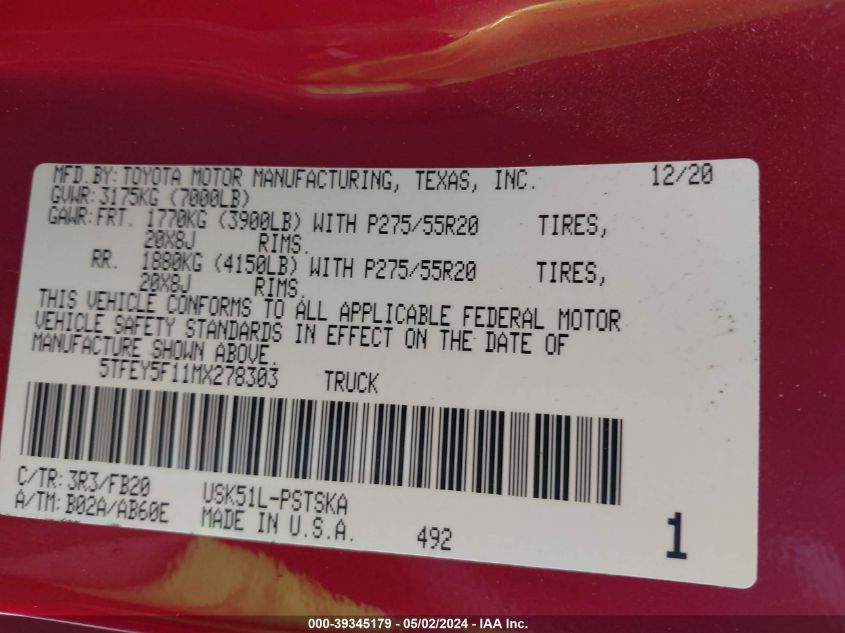 MFD.BY:TOYOTA MOTOR MANUFACTURING, TEXAS, INC. 12/20
GVWR:3175KG (7000LB)
GAWR:FRT. 1770KG (3900LB) WITH P275/55R20 TIRES,
20X8J RIMS.
RR. 1880KG (4150LB) WITH P275/55R20 TIRES,
20X8J RIMS.
THIS VEHICLE CONFORMS TO ALL APPLICABLE FEDERAL MOTOR
VEHICLE SAFETY STANDARDS IN EFFECT ON THE DATE OF
MANUFACTURE SHOWN ABOVE.
5TFEY5F11MX278303 TRUCK
C/TR:3R3/FB20 USK51L-PSTSKA
A/TM:B02A/AB60E MADE IN U.S.A. 492 1
000-39345179 - 05/02/2024 - IAA Inc.